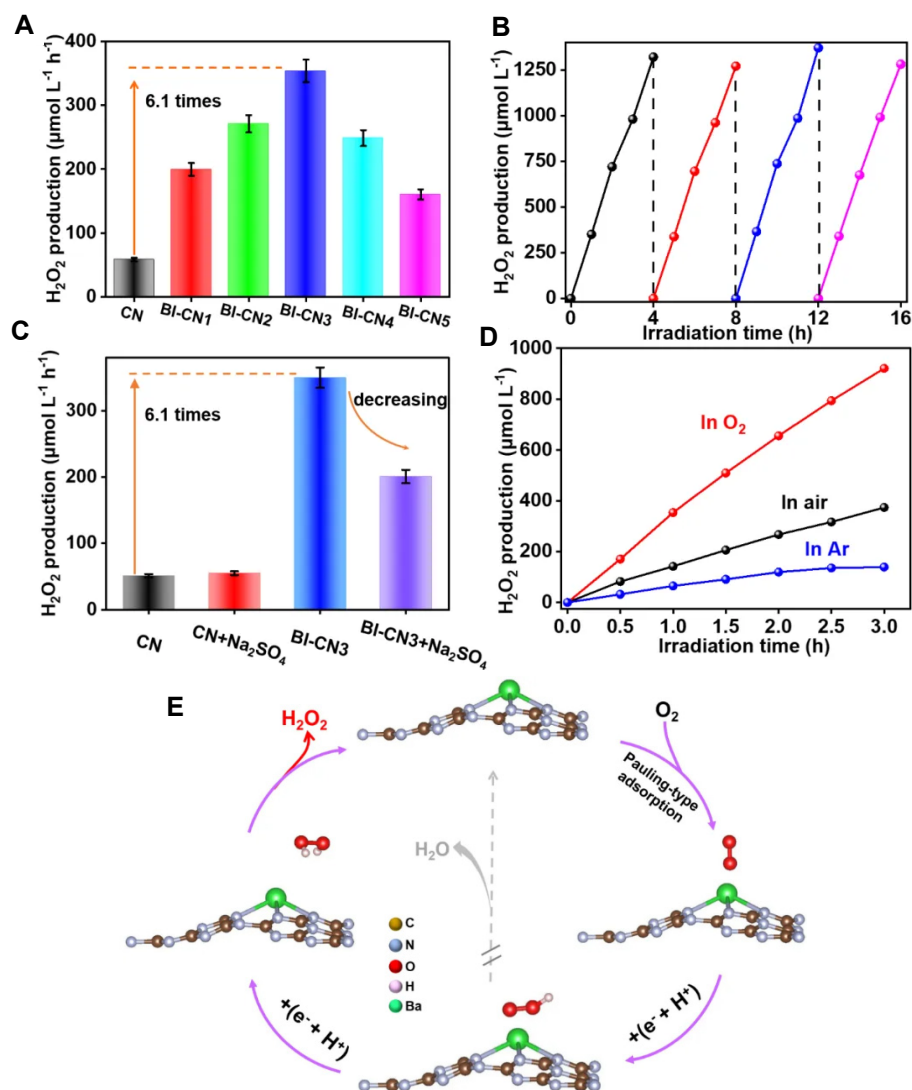 A
H₂O₂ production (μmol L⁻¹ h⁻¹)
400
300
200
100
0
6.1 times
CN
BI-CN1
BI-CN2
BI-CN3
BI-CN4
BI-CN5
B
H₂O₂ production (μmol L⁻¹)
1250
1000
750
500
250
0
0 4 8 12 16
Irradiation time (h)
C
H₂O₂ production (μmol L⁻¹ h⁻¹)
300
200
100
0
6.1 times
decreasing
CN
CN+Na₂SO₄
BI-CN3
BI-CN3+Na₂SO₄
D
H₂O₂ production (μmol L⁻¹)
1000
800
600
400
200
0
In O₂
In air
In Ar
0.0 0.5 1.0 1.5 2.0 2.5 3.0
Irradiation time (h)
E
H₂O₂
O₂
Pauling-type
adsorption
H₂O
C
N
O
H
Ba
+(e⁻+ H⁺)
+(e⁻+ H⁺)